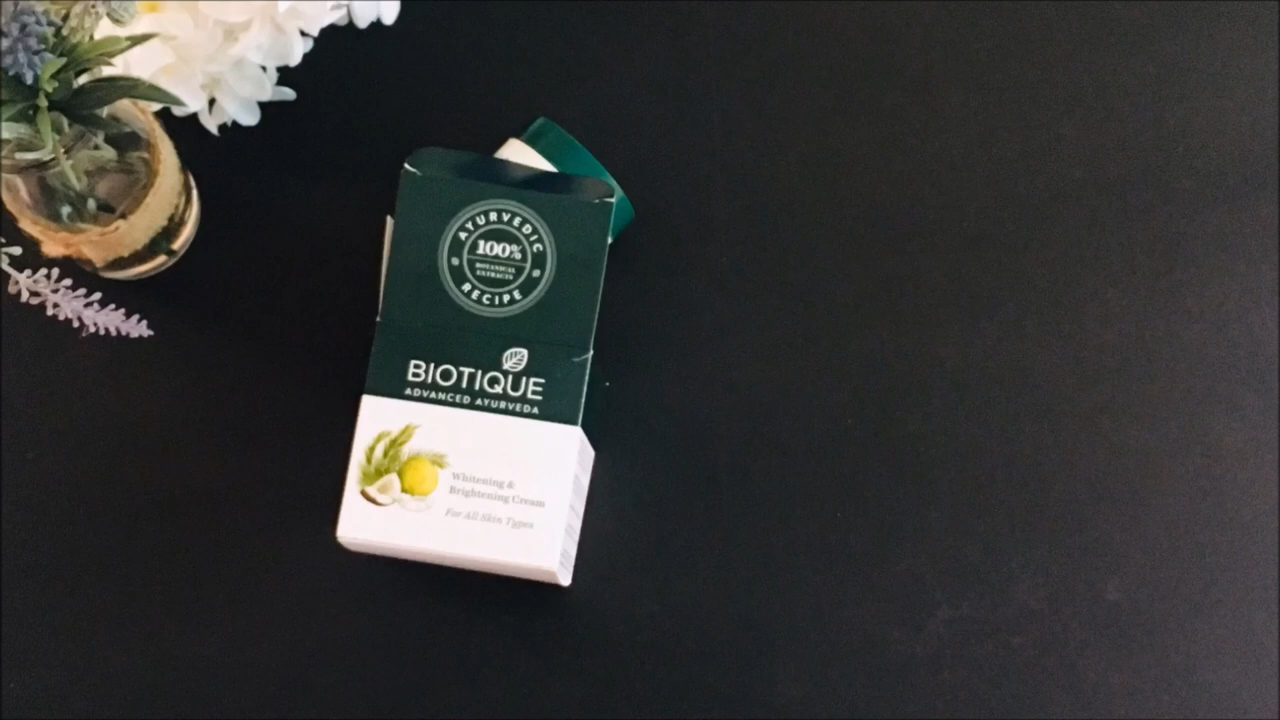 AYURVEDIC
100%
BOTANICAL
EXTRACTS
RECIPE
BIOTIQUE
ADVANCED AYURVEDA
Whitening &
Brightening Cream
For All Skin Types